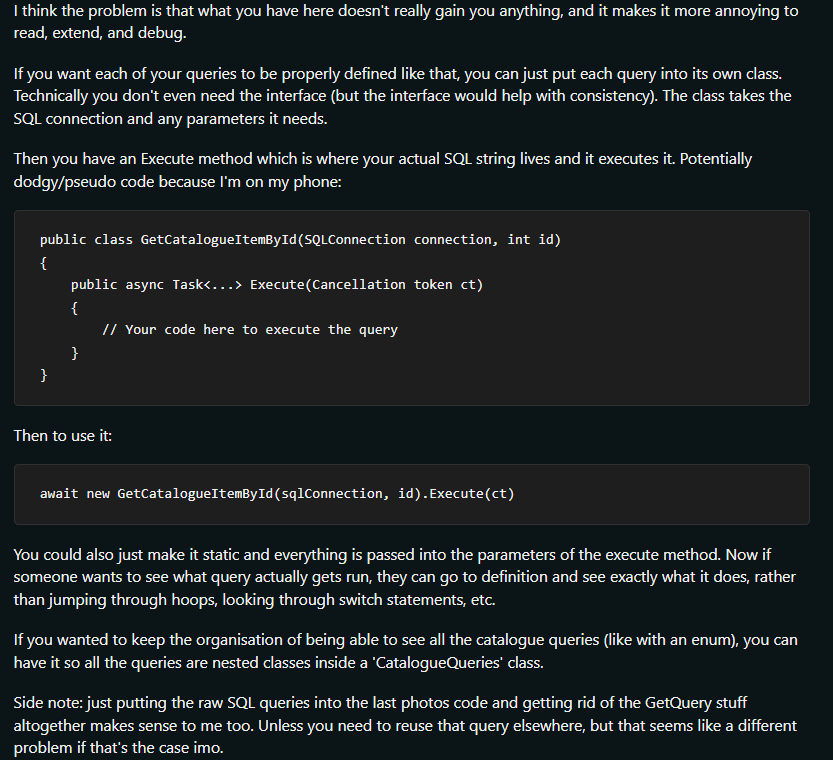 I think the problem is that what you have here doesn't really gain you anything, and it makes it more annoying to
read, extend, and debug.
If you want each of your queries to be properly defined like that, you can just put each query into its own class.
Technically you don't even need the interface (but the interface would help with consistency). The class takes the
SQL connection and any parameters it needs.
Then you have an Execute method which is where your actual SQL string lives and it executes it. Potentially
dodgy/pseudo code because I'm on my phone:
public class GetCatalogueItemById(SQLConnection connection, int id)
{
    public async Task<...> Execute(Cancellation token ct)
    {
        // Your code here to execute the query
    }
}
Then to use it:
await new GetCatalogueItemById(sqlConnection, id).Execute(ct)
You could also just make it static and everything is passed into the parameters of the execute method. Now if
someone wants to see what query actually gets run, they can go to definition and see exactly what it does, rather
than jumping through hoops, looking through switch statements, etc.
If you wanted to keep the organisation of being able to see all the catalogue queries (like with an enum), you can
have it so all the queries are nested classes inside a 'CatalogueQueries' class.
Side note: just putting the raw SQL queries into the last photos code and getting rid of the GetQuery stuff
altogether makes sense to me too. Unless you need to reuse that query elsewhere, but that seems like a different
problem if that's the case imo.